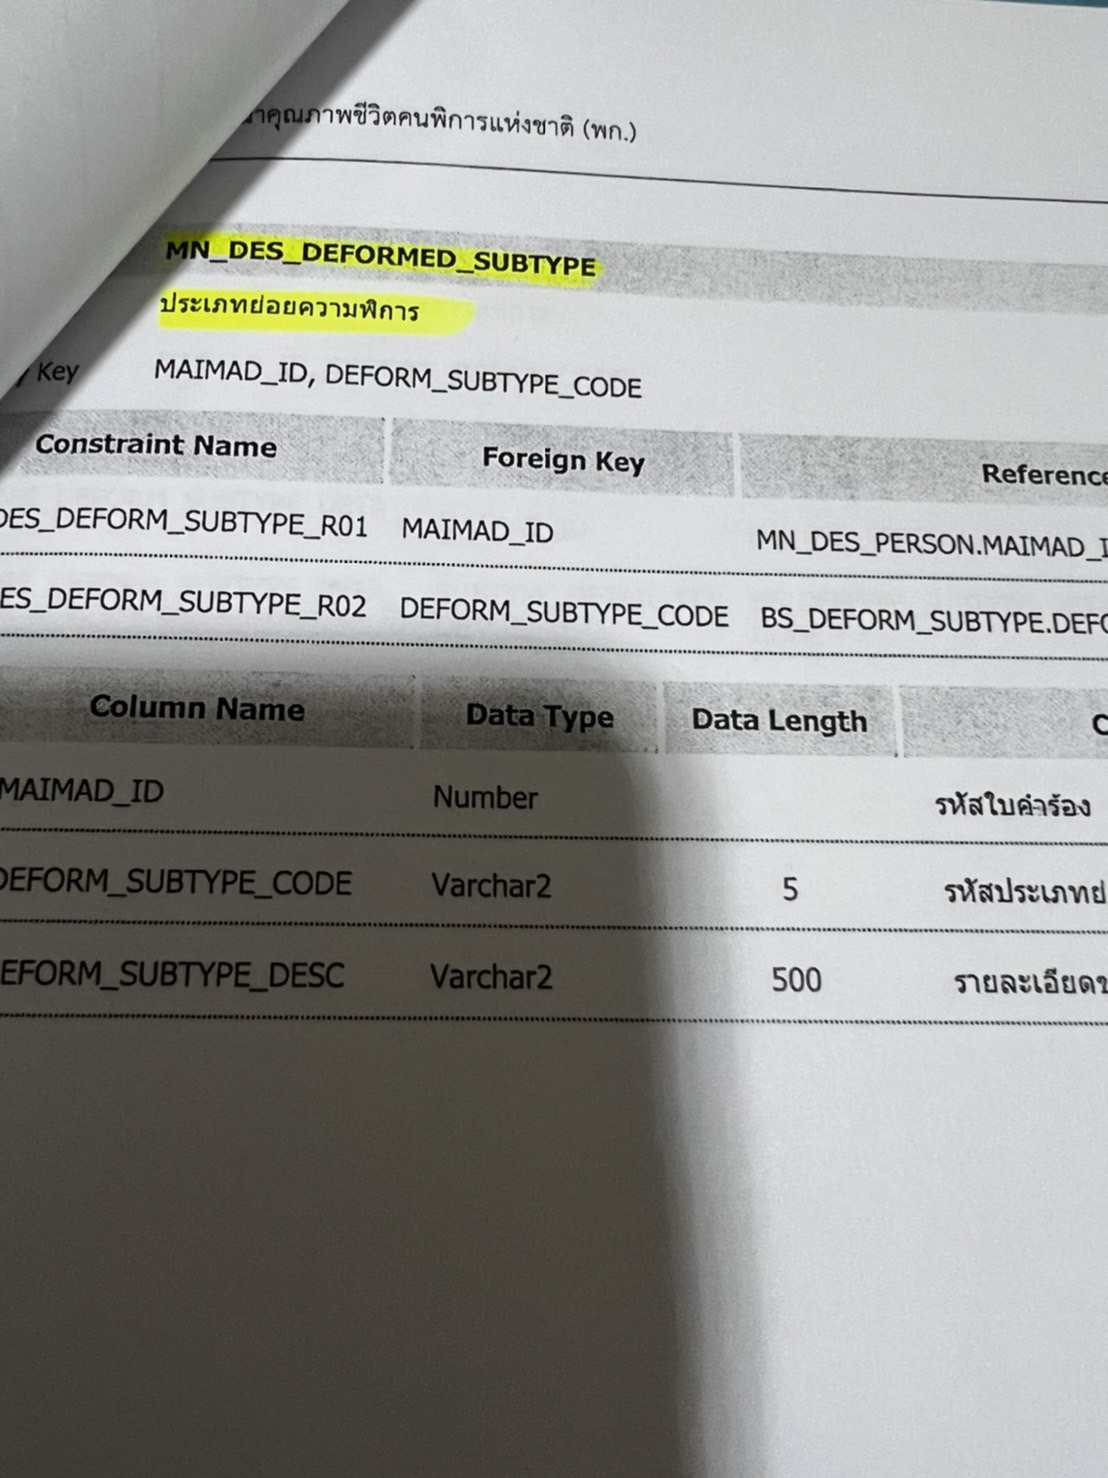 คุณภาพชีวิตคนพิการแห่งชาติ (พก.)
MN_DES_DEFORMED_SUBTYPE
ประเภทย่อยความพิการ
Key MAIMAD_ID, DEFORM_SUBTYPE_CODE
Constraint Name Foreign Key Reference
DES_DEFORM_SUBTYPE_R01 MAIMAD_ID MN_DES_PERSON.MAIMAD_I
ES_DEFORM_SUBTYPE_R02 DEFORM_SUBTYPE_CODE BS_DEFORM_SUBTYPE.DEFO
Column Name Data Type Data Length C
MAIMAD_ID Number รหัสใบคำร้อง
DEFORM_SUBTYPE_CODE Varchar2 5 รหัสประเภทย่
EFORM_SUBTYPE_DESC Varchar2 500 รายละเอียด